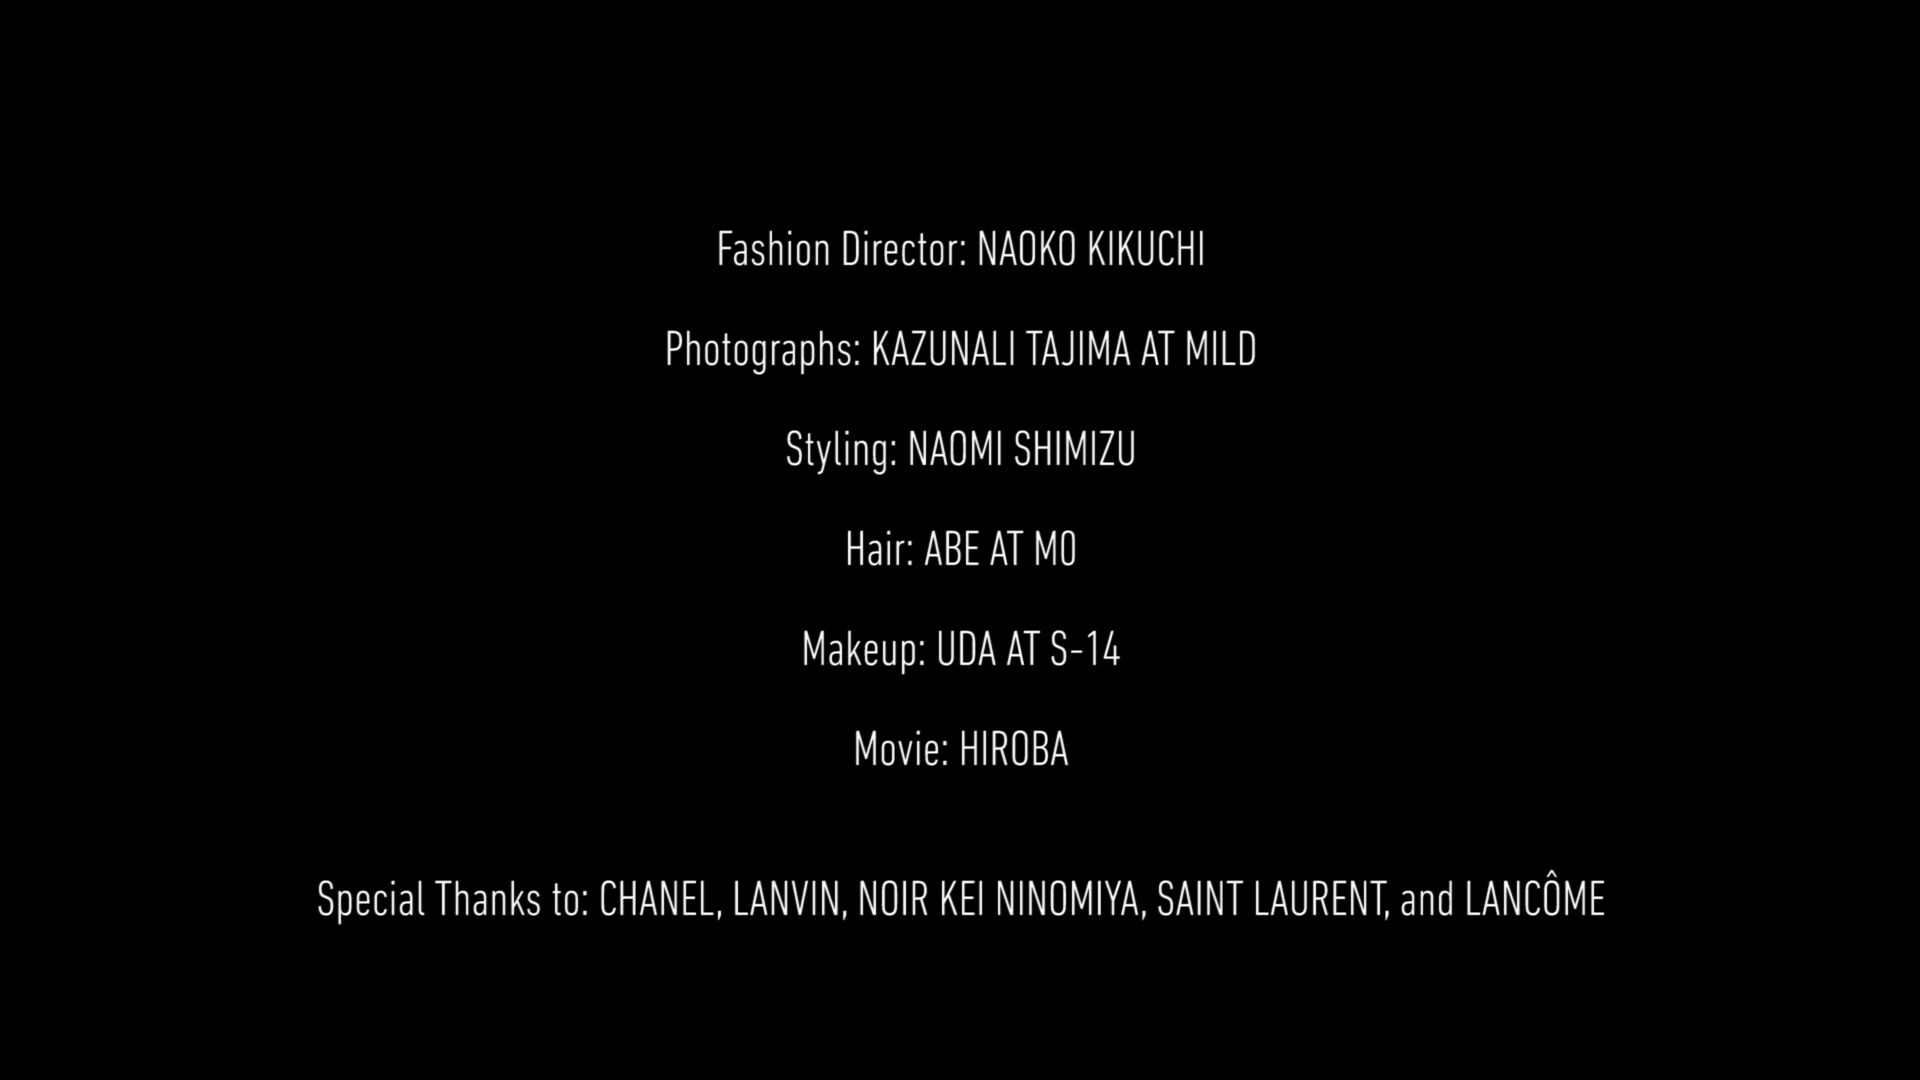 Fashion Director: NAOKO KIKUCHI
Photographs: KAZUNALI TAJIMA AT MILD
Styling: NAOMI SHIMIZU
Hair: ABE AT M0
Makeup: UDA AT S-14
Movie: HIROBA
Special Thanks to: CHANEL, LANVIN, NOIR KEI NINOMIYA, SAINT LAURENT, and LANCÔME